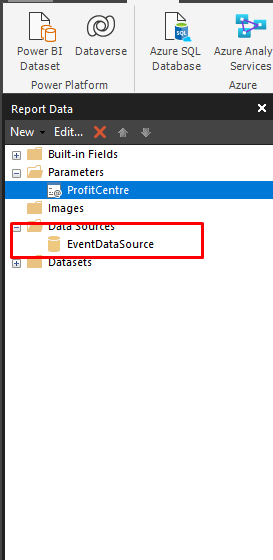 Power BI
Dataset
Dataverse
Azure SQL
Database
Azure Analy
Services
Power Platform
Azure
Report Data
New
Edit...
Built-in Fields
Parameters
ProfitCentre
Images
Data Sources
EventDataSource
Datasets